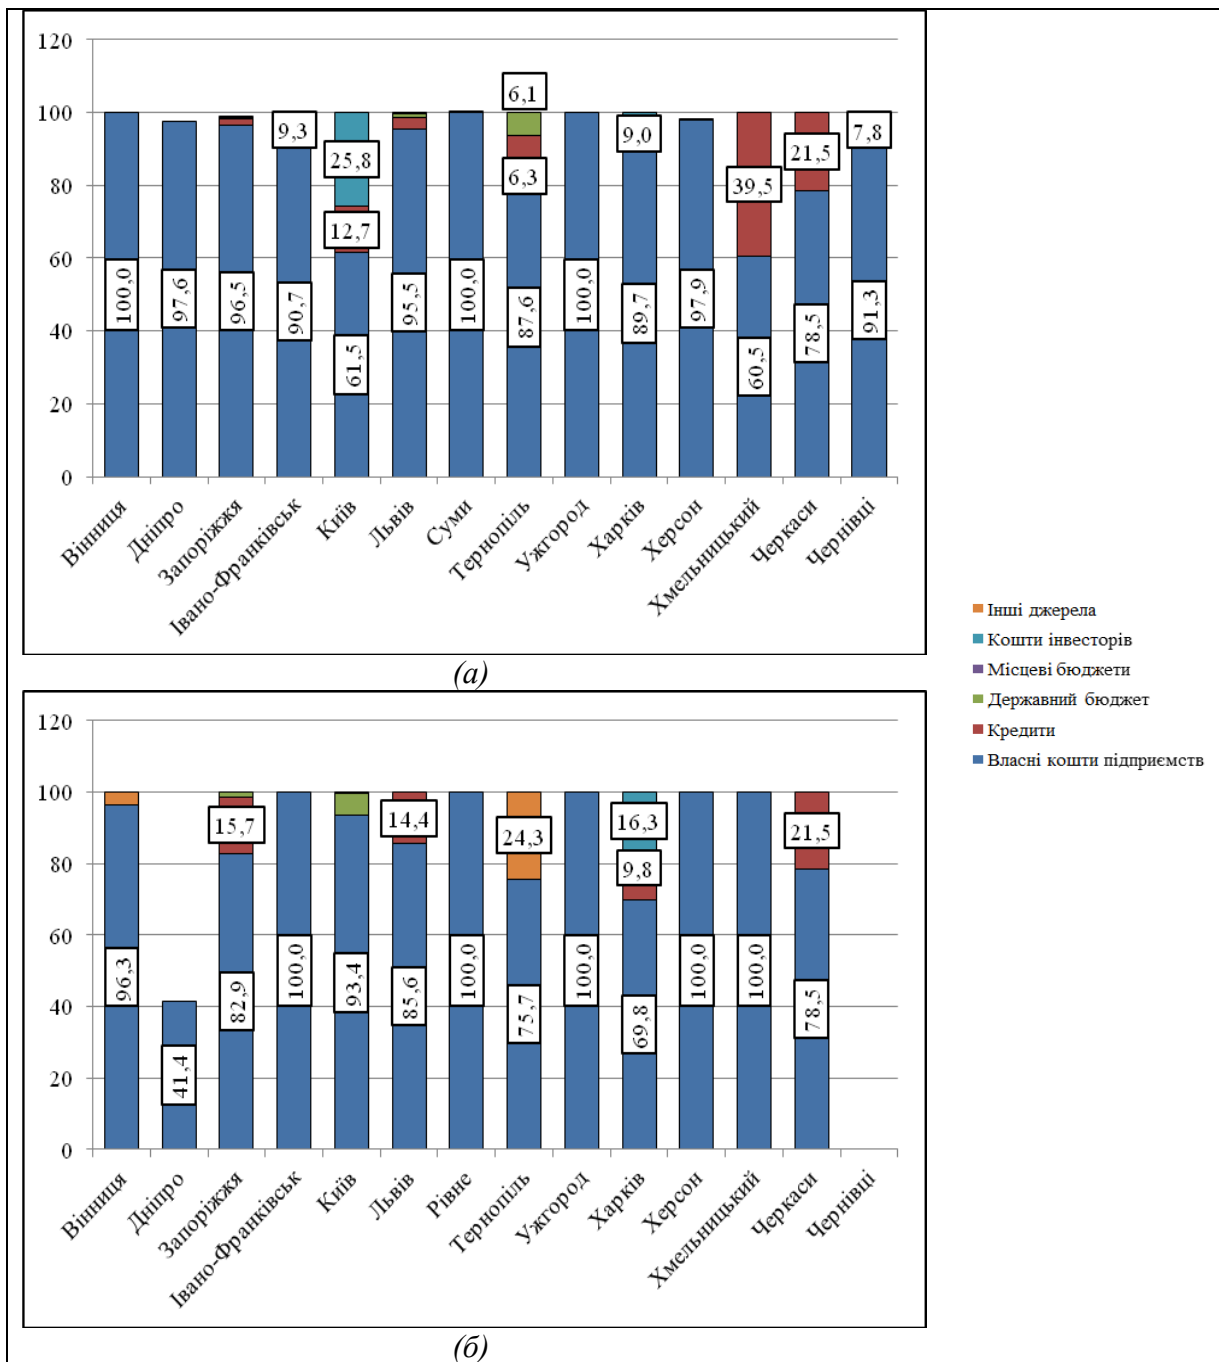 120
100
80
60
40
20
0
100,0
97,6
96,5
9,3
90,7
25,8
12,7
61,5
95,5
100,0
6,1
6,3
87,6
100,0
9,0
89,7
97,9
39,5
60,5
21,5
78,5
7,8
91,3
Вінниця
Дніпро
Запоріжжя
Івано-Франківськ
Київ
Львів
Суми
Тернопіль
Ужгород
Харків
Херсон
Хмельницький
Черкаси
Чернівці
(а)
Інші джерела
Кошти інвесторів
Місцеві бюджети
Державний бюджет
Кредити
Власні кошти підприємств
120
100
80
60
40
20
0
96,3
41,4
15,7
82,9
100,0
93,4
14,4
85,6
100,0
24,3
75,7
100,0
16,3
9,8
69,8
100,0
100,0
21,5
78,5
Вінниця
Дніпро
Запоріжжя
Івано-Франківськ
Київ
Львів
Рівне
Тернопіль
Ужгород
Харків
Херсон
Хмельницький
Черкаси
Чернівці
(б)